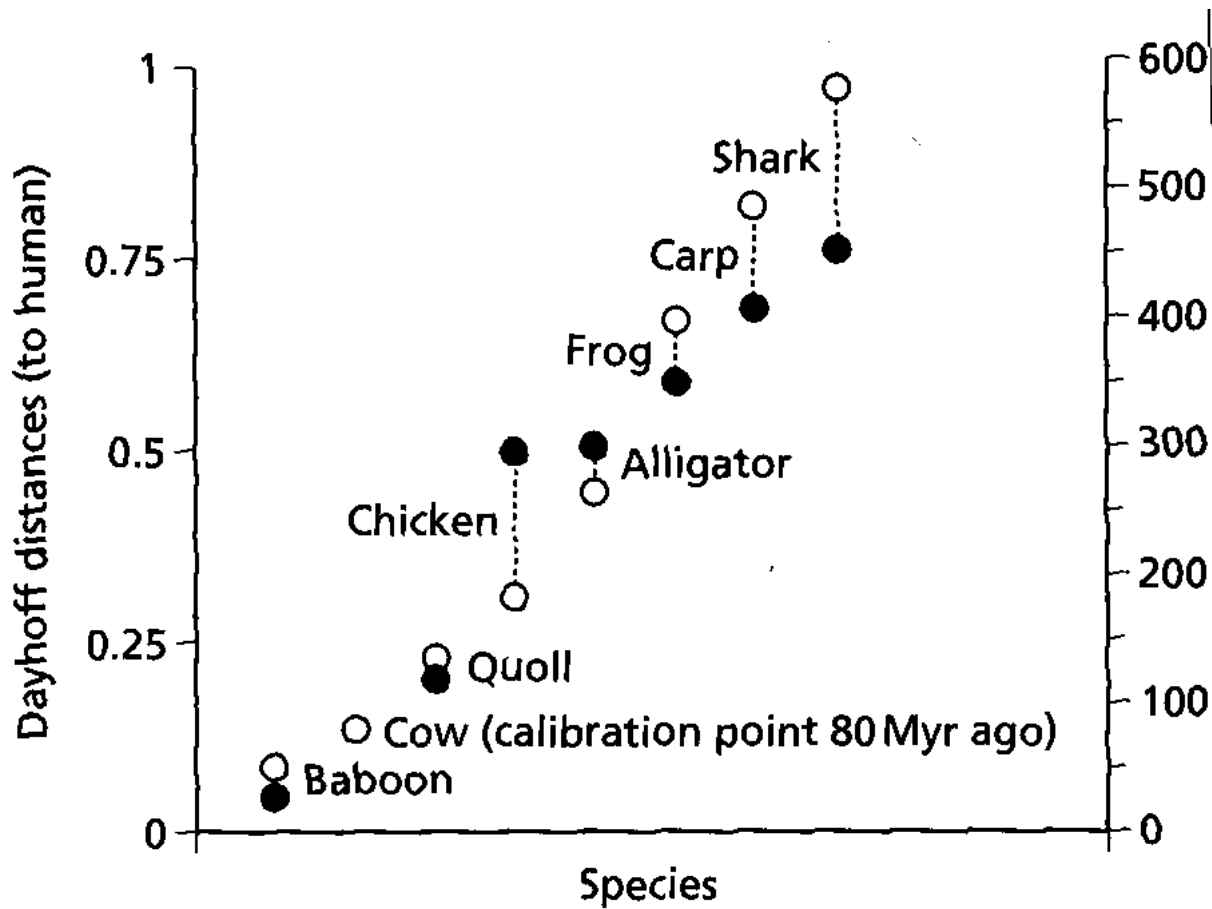 Dayhoff distances (to human)
1
0.75
0.5
0.25
0
600
500
400
300
200
100
0
Shark
Carp
Frog
Alligator
Chicken
Quoll
Cow (calibration point 80 Myr ago)
Baboon
Species